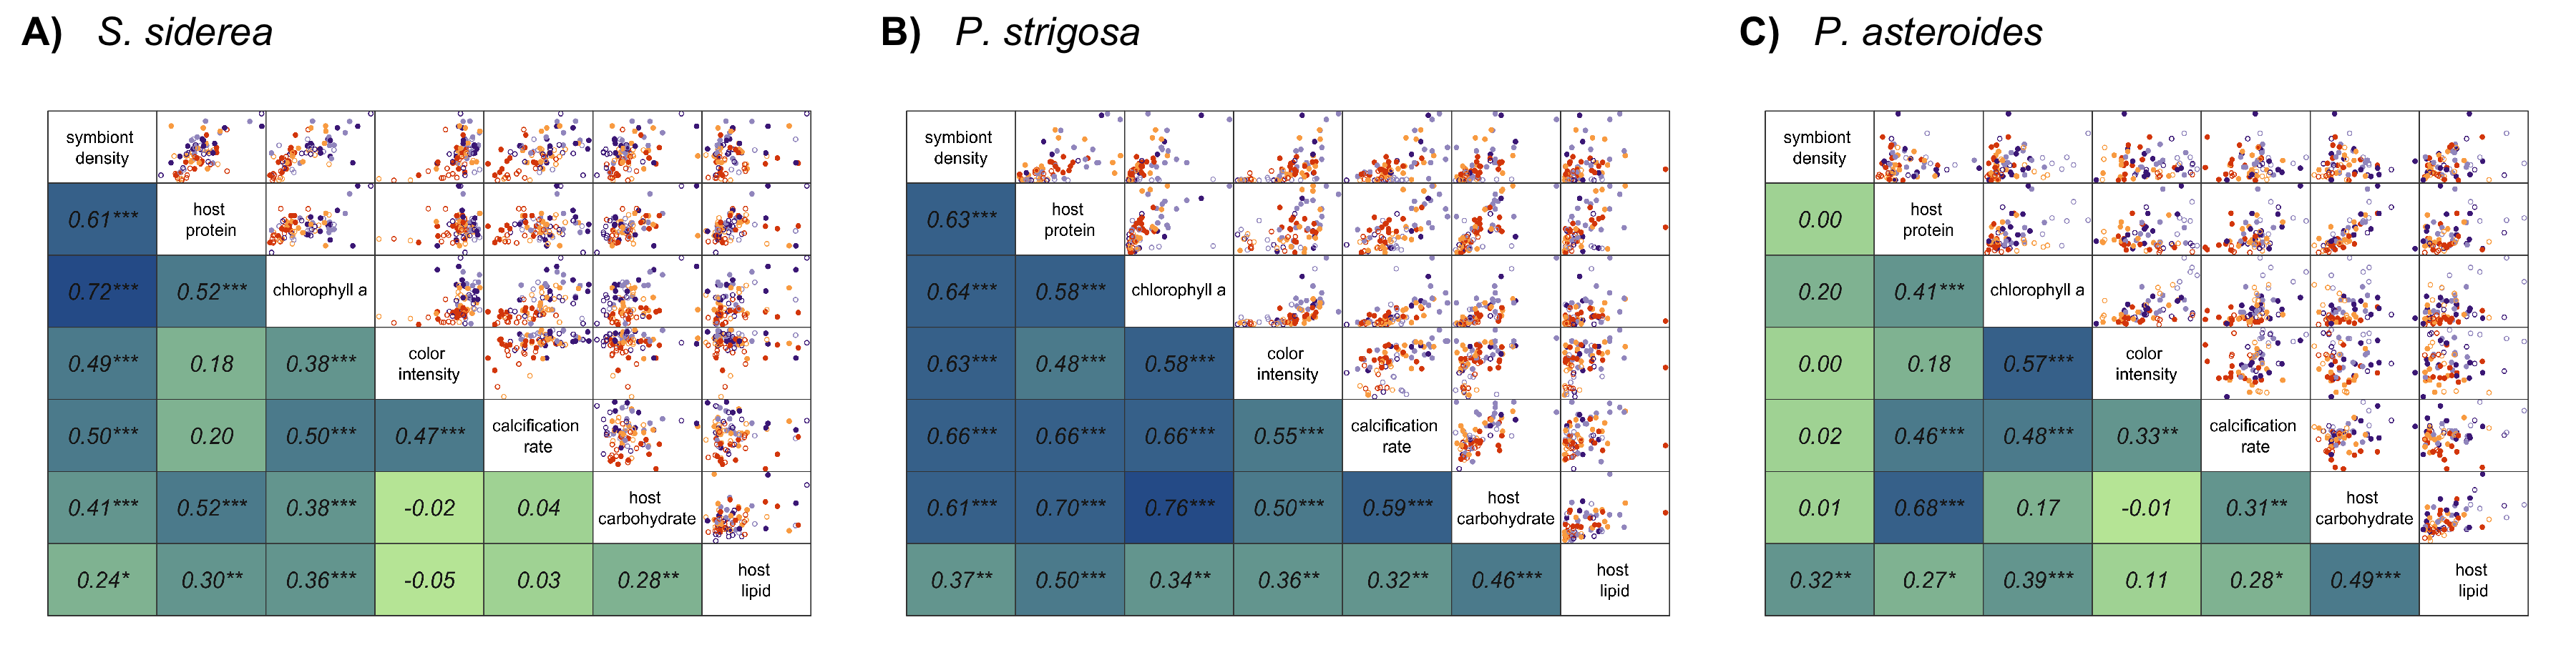 A) S. siderea
B) P. strigosa
C) P. asteroides
symbiont
density
0.61***
host
protein
0.72***
0.52***
chlorophyll a
0.49***
0.18
0.38***
color
intensity
0.50***
0.20
0.50***
0.47***
calcification
rate
0.41***
0.52***
0.38***
-0.02
0.04
host
carbohydrate
0.24*
0.30**
0.36***
-0.05
0.03
0.28**
host
lipid
symbiont
density
0.63***
host
protein
0.64***
0.58***
chlorophyll a
0.63***
0.48***
0.58***
color
intensity
0.66***
0.66***
0.66***
0.55***
calcification
rate
0.61***
0.70***
0.76***
0.50***
0.59***
host
carbohydrate
0.37**
0.50***
0.34**
0.36**
0.32**
0.46***
host
lipid
symbiont
density
0.00
host
protein
0.20
0.41***
chlorophyll a
0.00
0.18
0.57***
color
intensity
0.02
0.46***
0.48***
0.33**
calcification
rate
0.01
0.68***
0.17
-0.01
0.31**
host
carbohydrate
0.32**
0.27*
0.39***
0.11
0.28*
0.49***
host
lipid